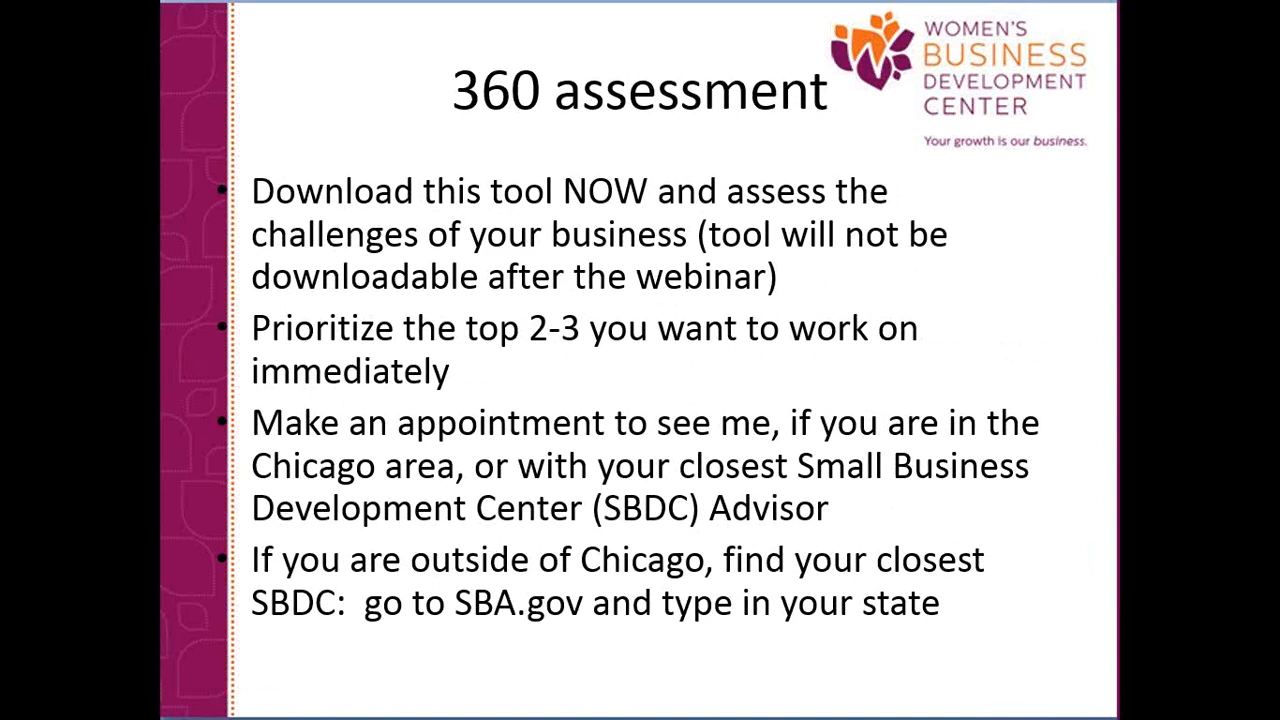 360 assessment
WOMEN'S
BUSINESS
DEVELOPMENT
CENTER
Your growth is our business.
• Download this tool NOW and assess the
challenges of your business (tool will not be
downloadable after the webinar)
• Prioritize the top 2-3 you want to work on
immediately
• Make an appointment to see me, if you are in the
Chicago area, or with your closest Small Business
Development Center (SBDC) Advisor
• If you are outside of Chicago, find your closest
SBDC:  go to SBA.gov and type in your state